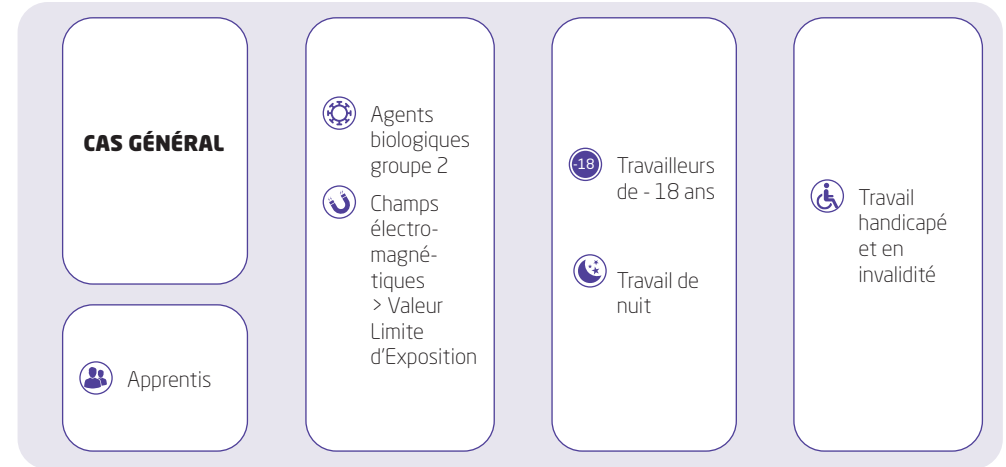 CAS GÉNÉRAL
Apprentis
Agents
biologiques
groupe 2
Champs
électro-
magné-
tiques
> Valeur
Limite
d'Exposition
-18
Travailleurs
de - 18 ans
Travail de
nuit
Travail
handicapé
et en
invalidité